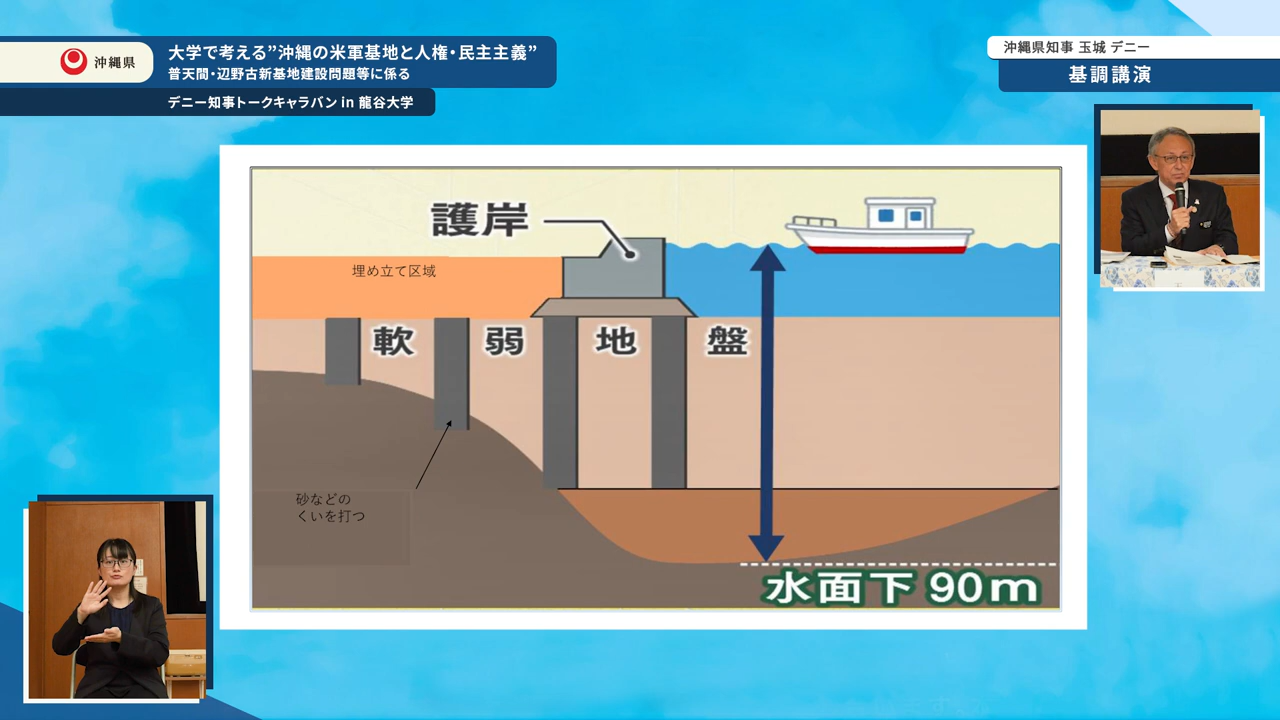 沖縄県
大学で考える”沖縄の米軍基地と人権・民主主義”
普天間・辺野古新基地建設問題等に係る
デニー知事トークキャラバン in 龍谷大学
沖縄県知事 玉城 デニー
基調講演
護岸
埋め立て区域
軟弱地盤
砂などの
くいを打つ
水面下 90m